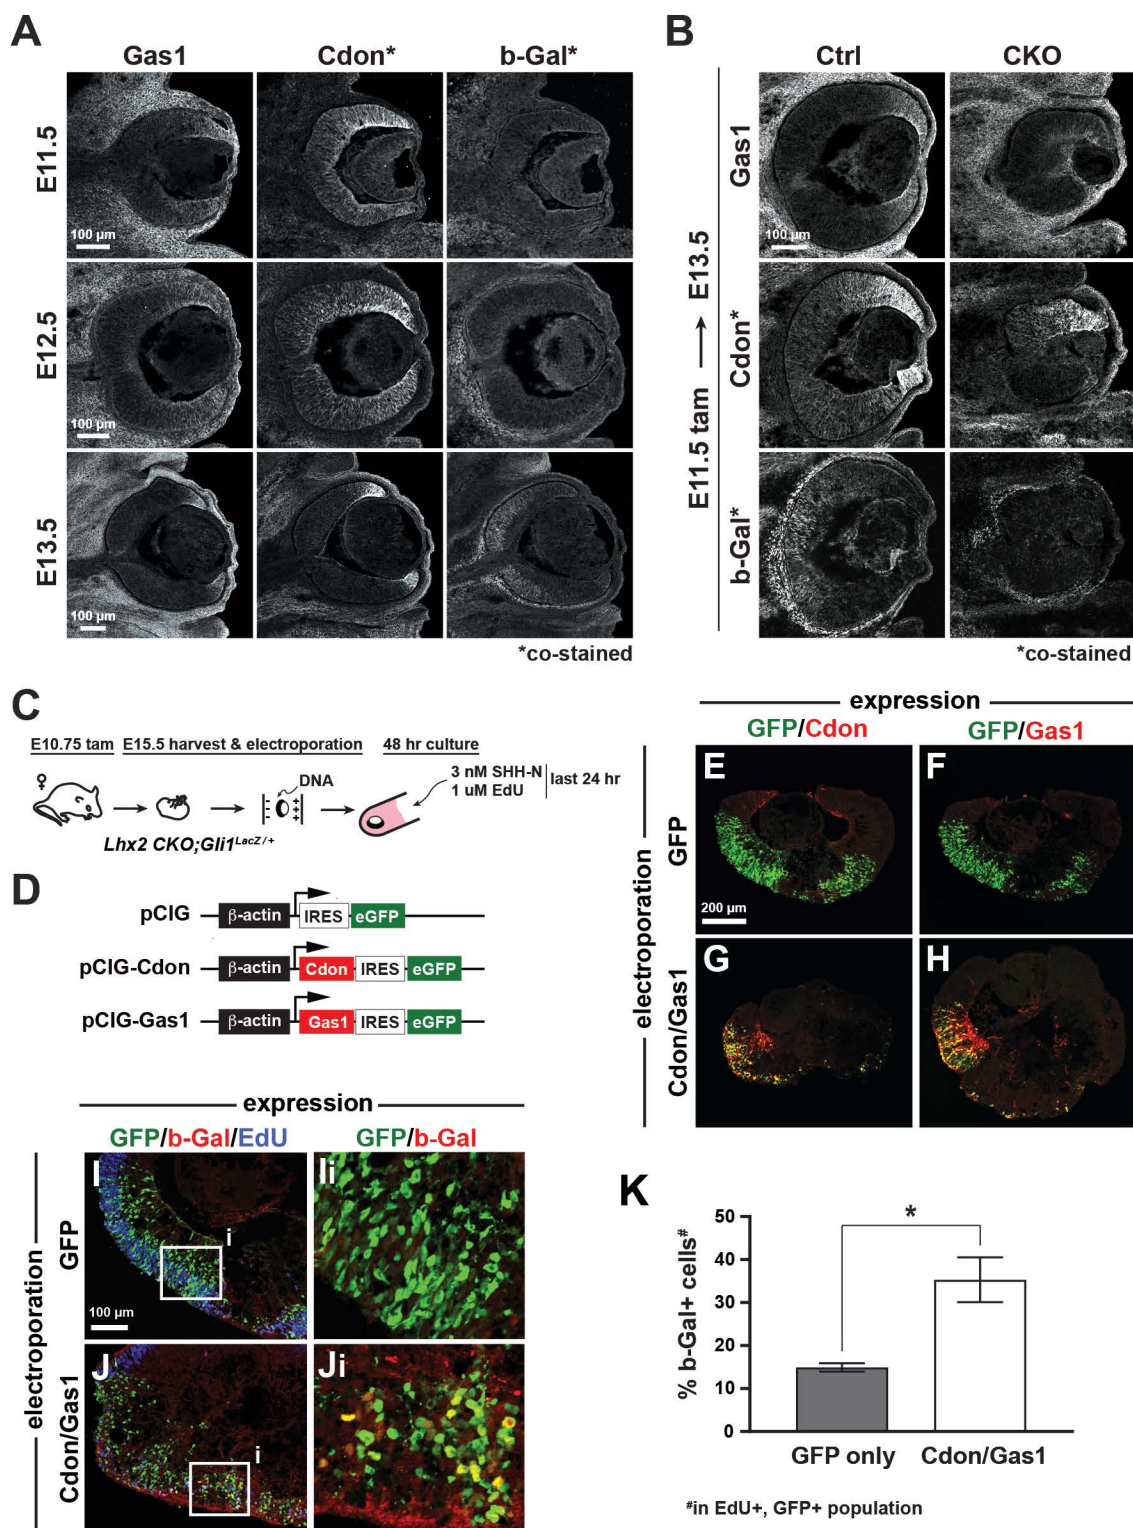 A
Gas1
Cdon*
b-Gal*
E11.5
100 µm
E12.5
100 µm
E13.5
100 µm
*co-stained
B
Ctrl
CKO
E11.5 tam → E13.5
Gas1
100 µm
Cdon*
b-Gal*
*co-stained
C
E10.75 tam
E15.5 harvest & electroporation
48 hr culture
♀
DNA
3 nM SHH-N
1 uM EdU
last 24 hr
Lhx2 CKO;Gli1LacZ/+
D
pCIG
β-actin
IRES
eGFP
pCIG-Cdon
β-actin
Cdon
IRES
eGFP
pCIG-Gas1
β-actin
Gas1
IRES
eGFP
expression
GFP/Cdon
GFP/Gas1
electroporation
GFP
E
200 µm
F
Cdon/Gas1
G
H
expression
GFP/b-Gal/EdU
GFP/b-Gal
electroporation
GFP
I
i
100 µm
Ii
Cdon/Gas1
J
i
Ji
K
% b-Gal+ cells#
50
40
30
20
10
0
*
GFP only
Cdon/Gas1
#in EdU+, GFP+ population